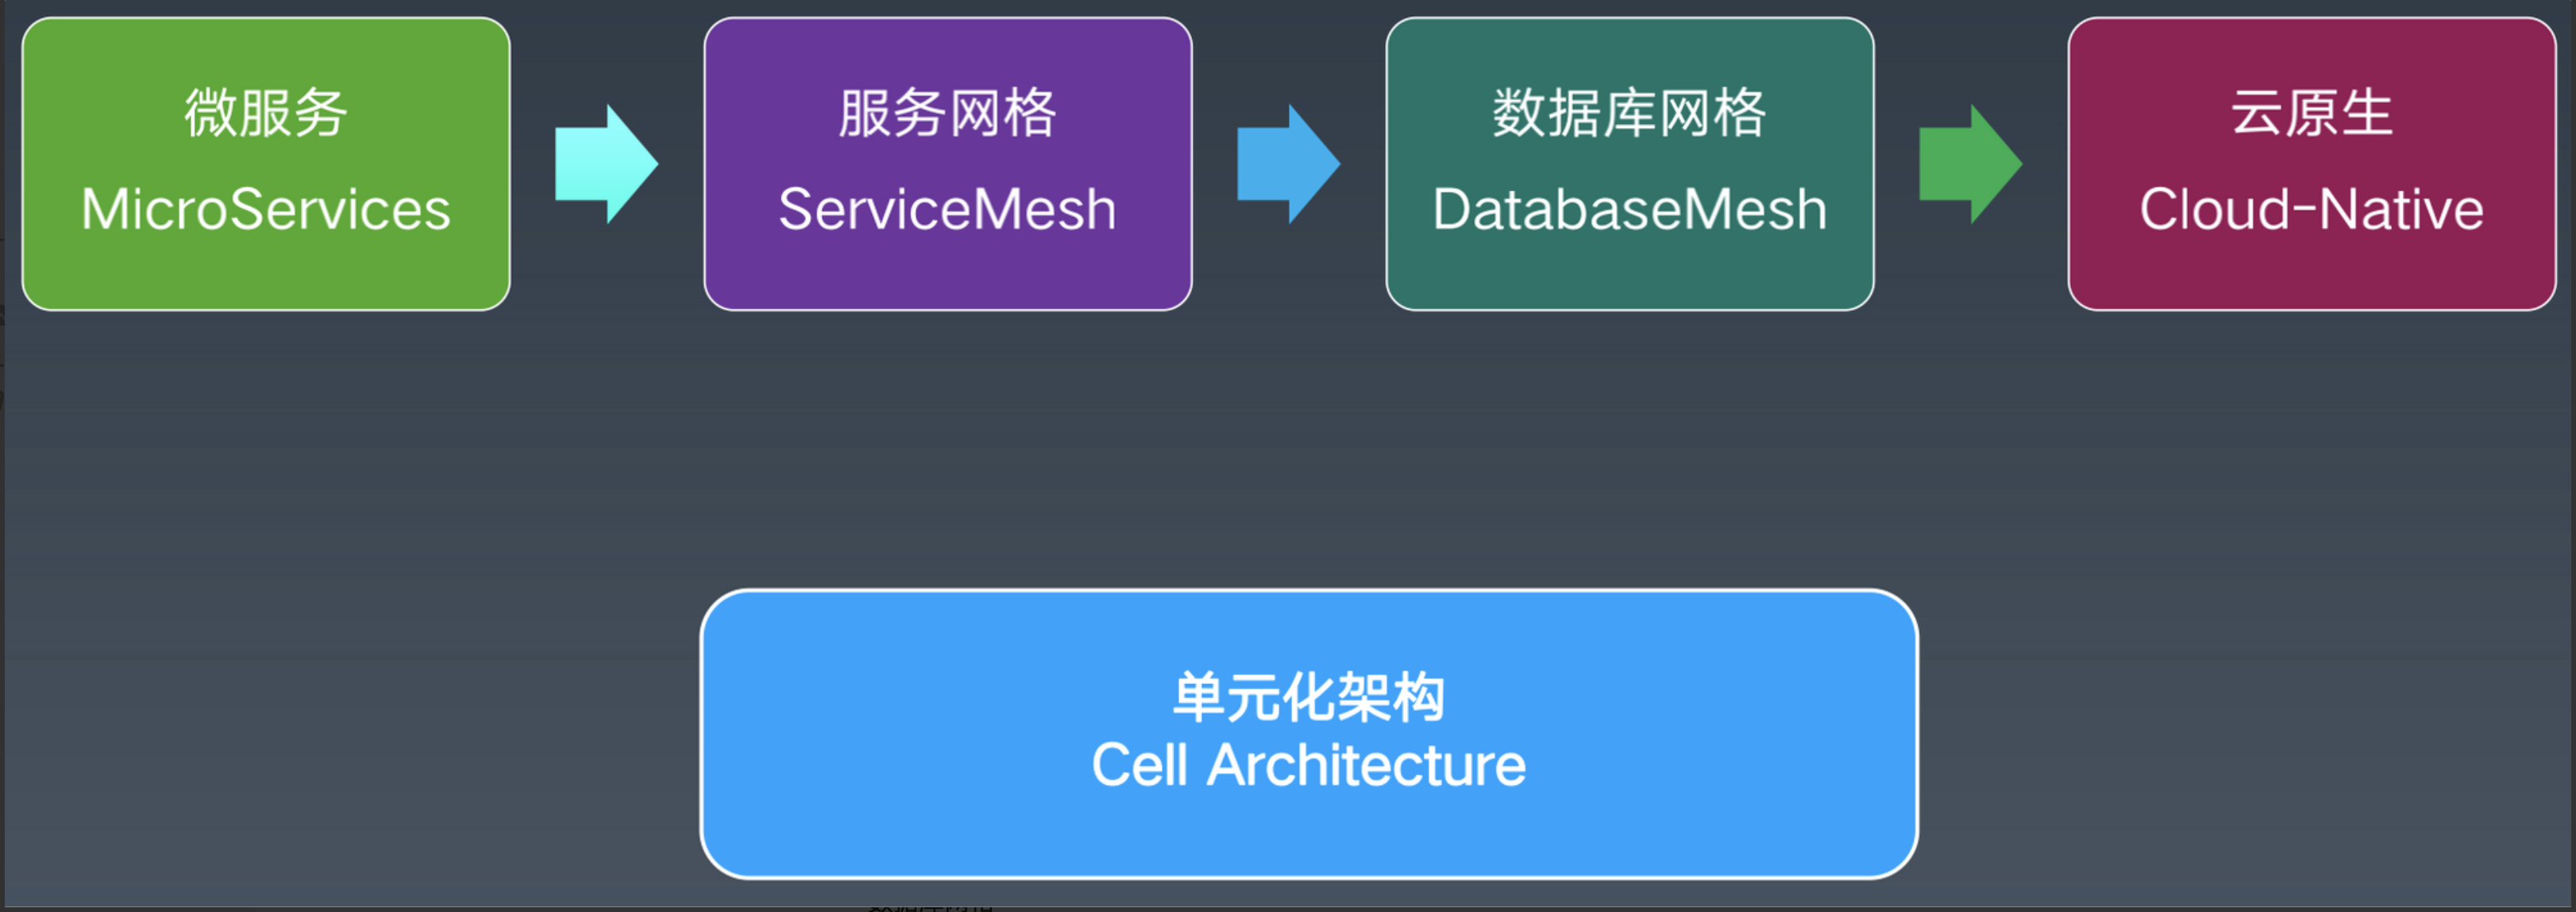 微服务
MicroServices
服务网格
ServiceMesh
数据库网格
DatabaseMesh
云原生
Cloud-Native
单元化架构
Cell Architecture